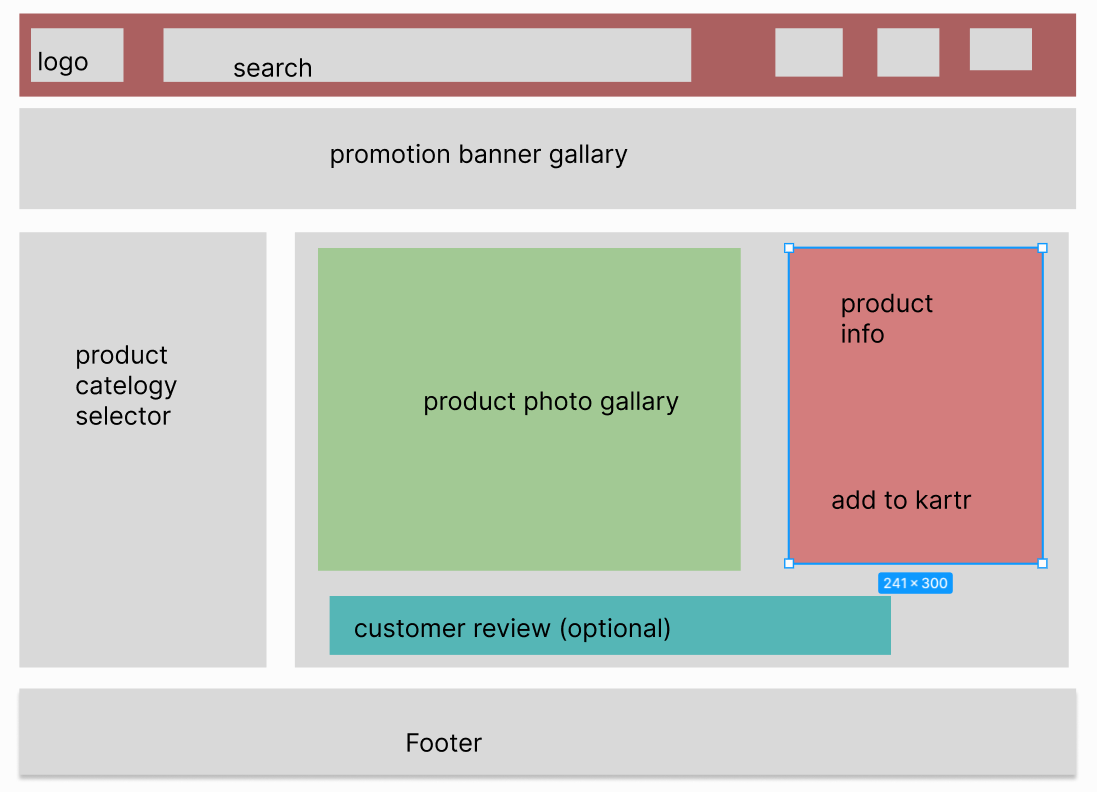 logo
search
promotion banner gallary
product
catelogy
selector
product photo gallary
product
info
add to kartr
241 × 300
customer review (optional)
Footer